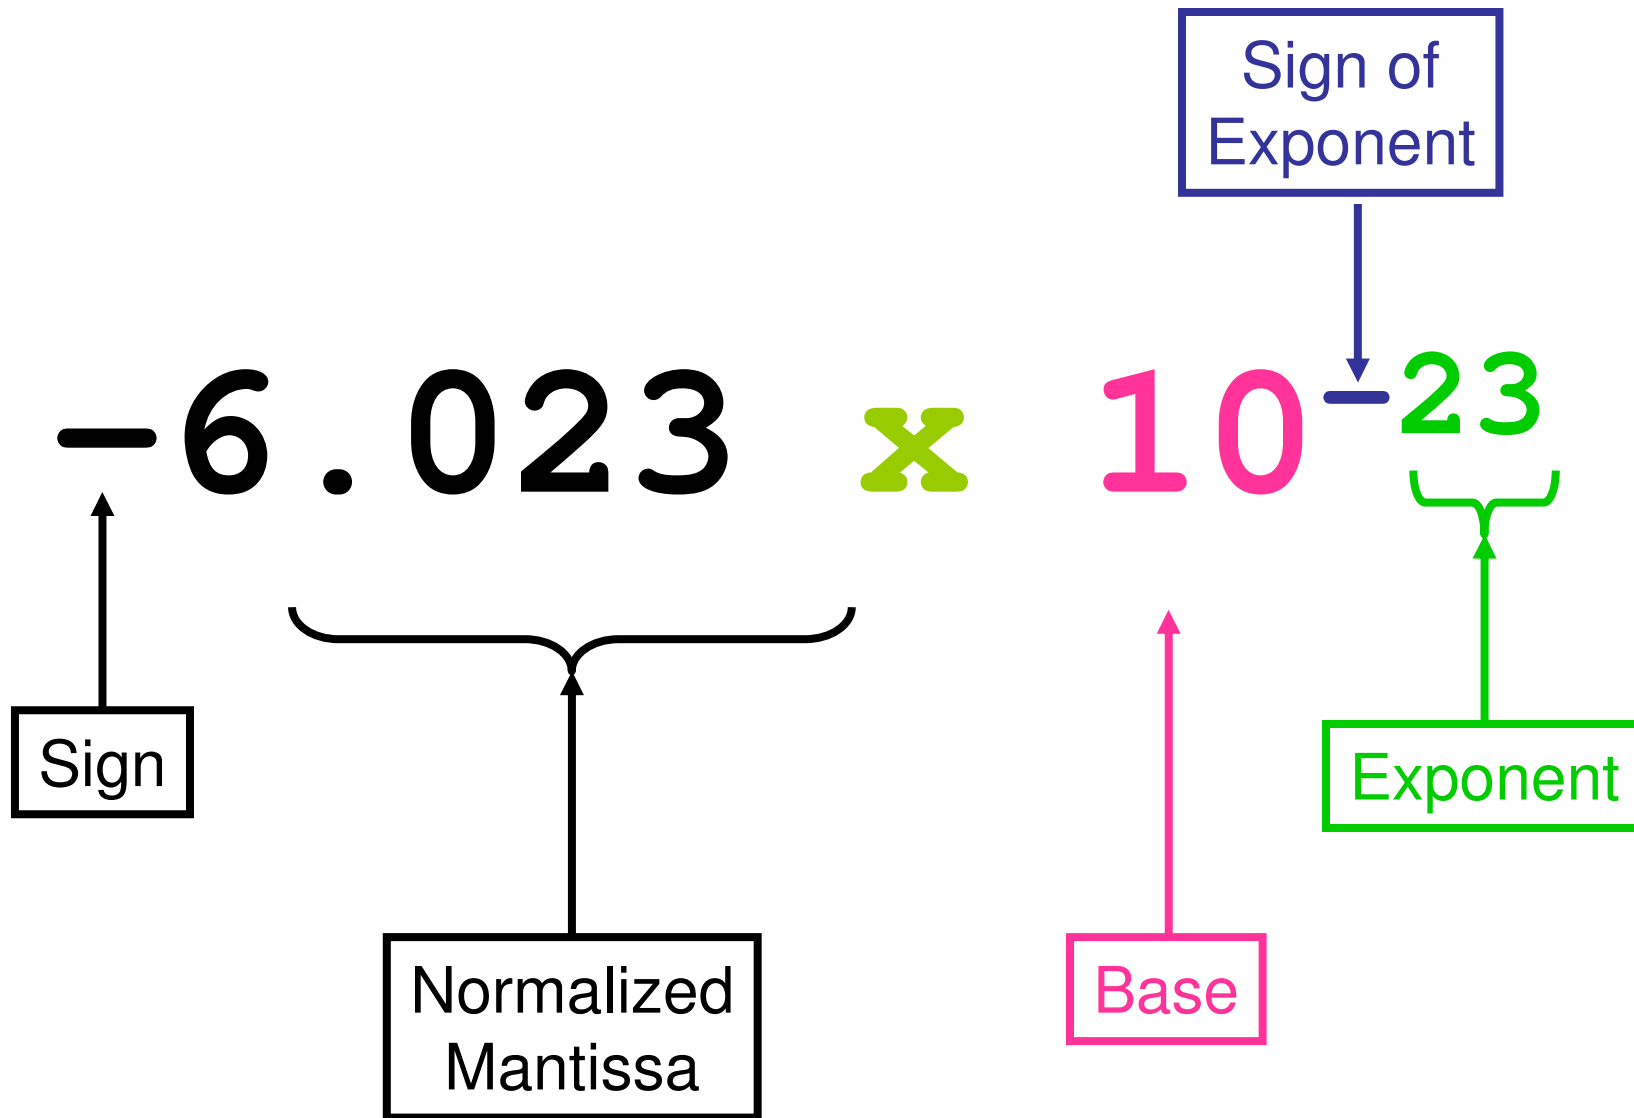 Sign of
Exponent
-6.023 x 10-23
Sign
Exponent
Normalized
Mantissa
Base